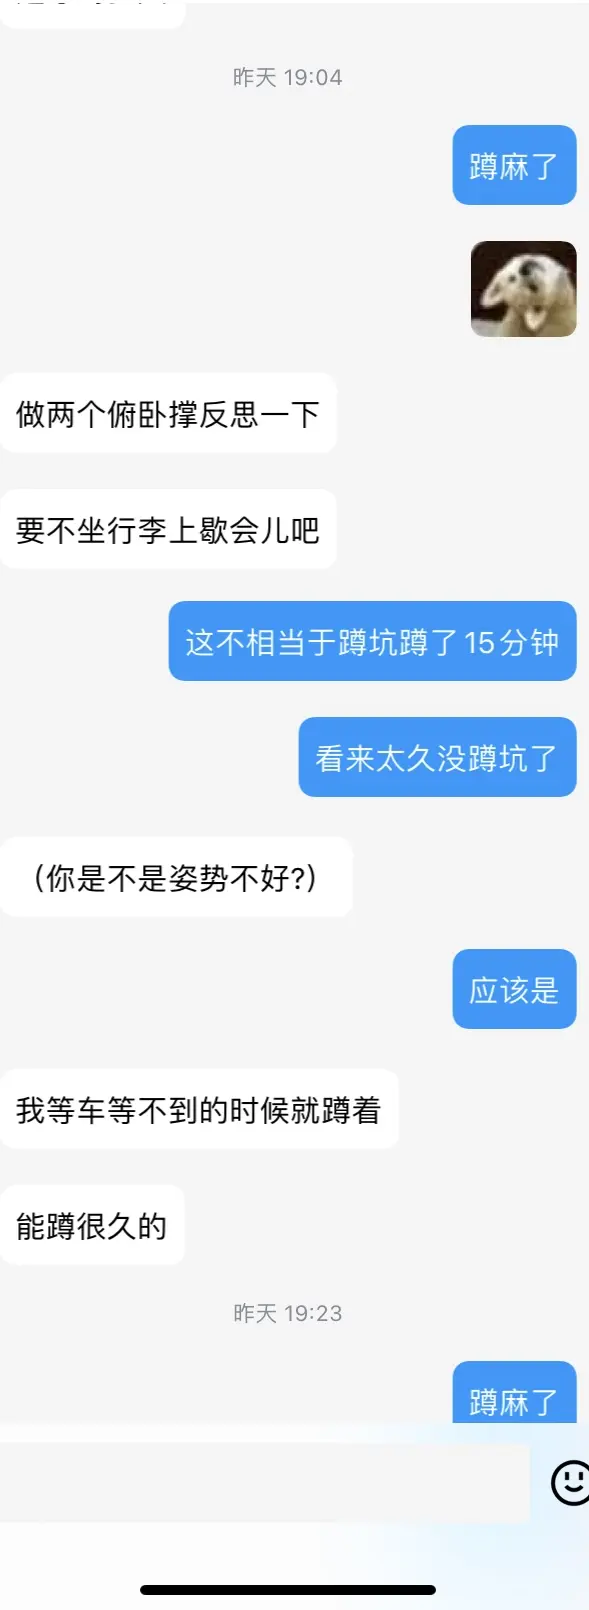 昨天 19:04
蹲麻了
做两个俯卧撑反思一下
要不坐行李上歇会儿吧
这不相当于蹲坑蹲了15分钟
看来太久没蹲坑了
（你是不是姿势不好?）
应该是
我等车等不到的时候就蹲着
能蹲很久的
昨天 19:23
蹲麻了